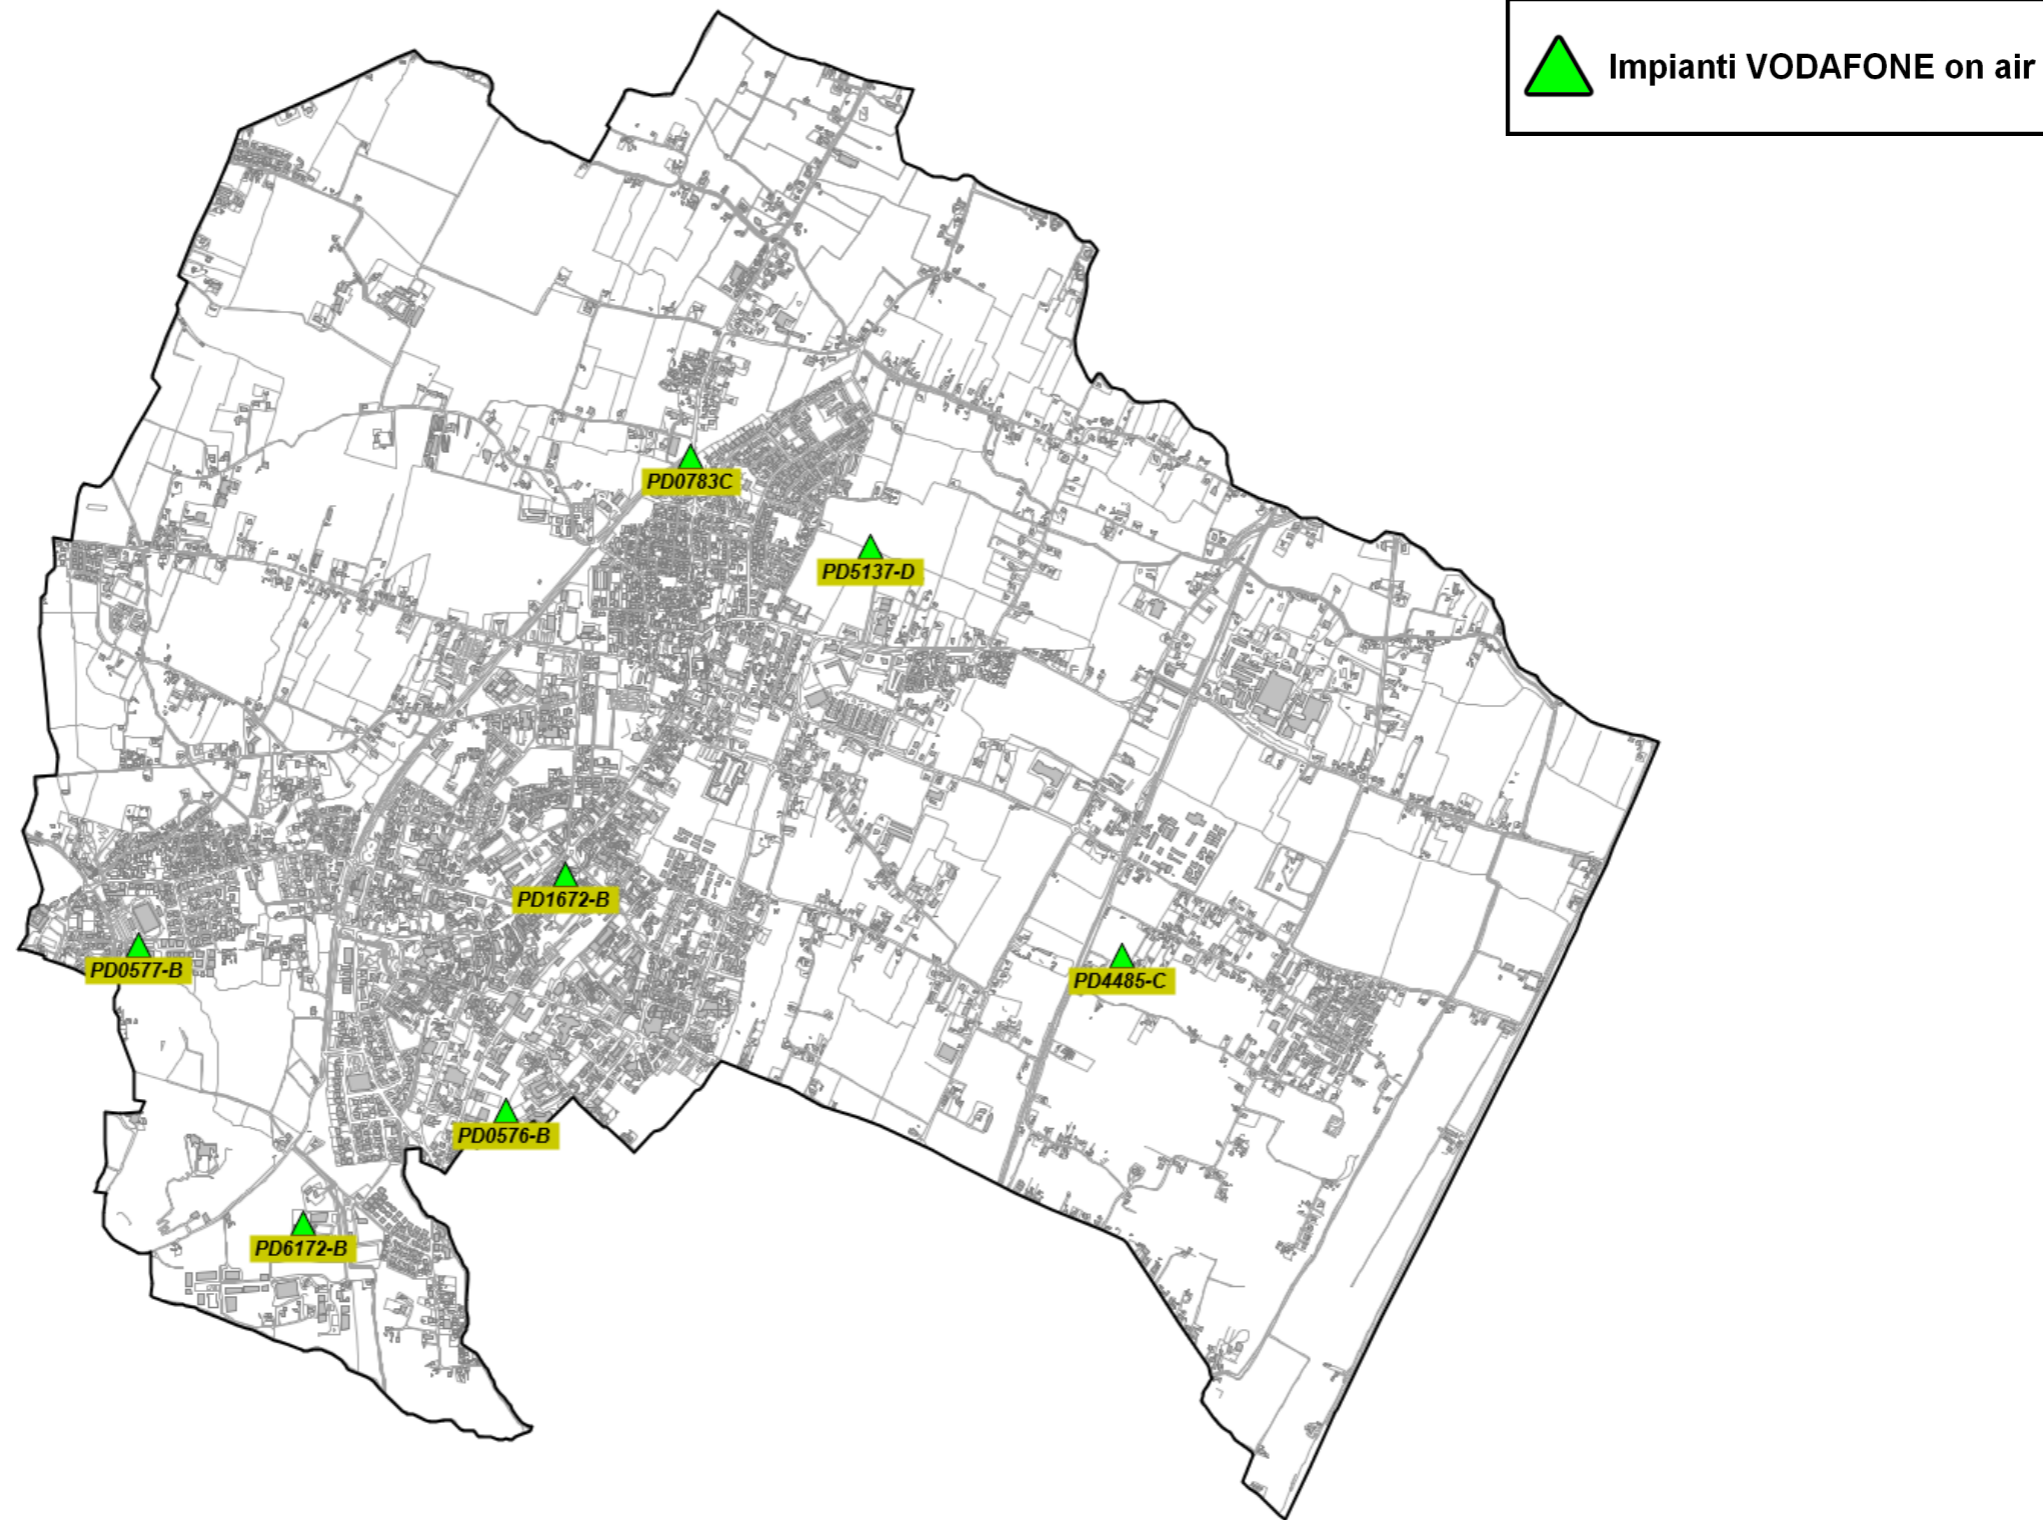 Impianti VODAFONE on air
PD0783C
PD5137-D
PD1672-B
PD0577-B
PD4485-C
PD0576-B
PD6172-B